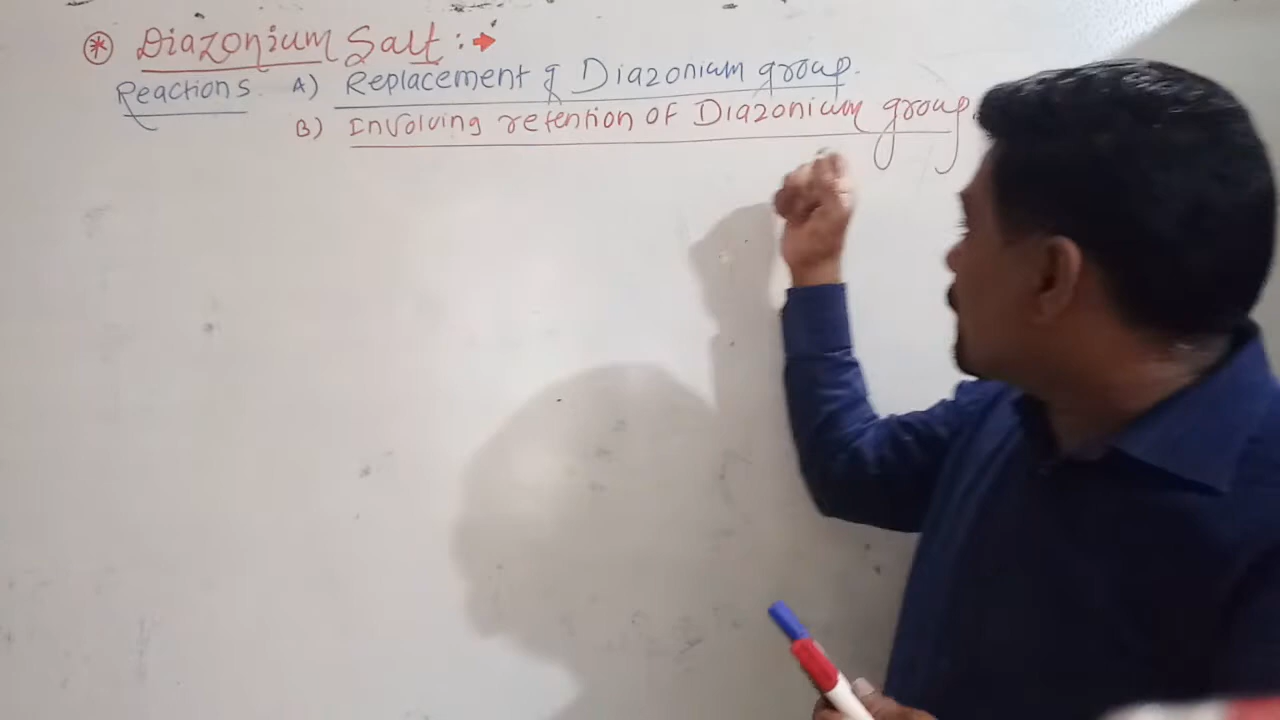 * Diazonium Salt :→
Reactions A) Replacement of Diazonium group.
B) Involving retention of Diazonium group.